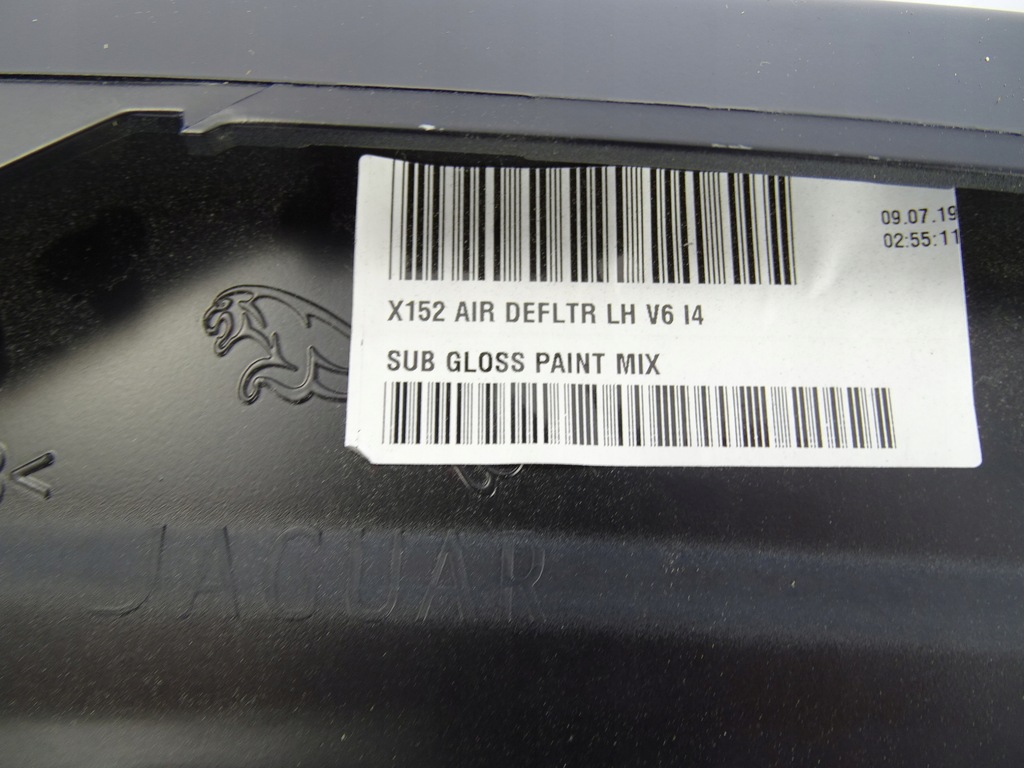 09.07.19
02:55:11
X152 AIR DEFLTR LH V6 I4
SUB GLOSS PAINT MIX
JAGUAR